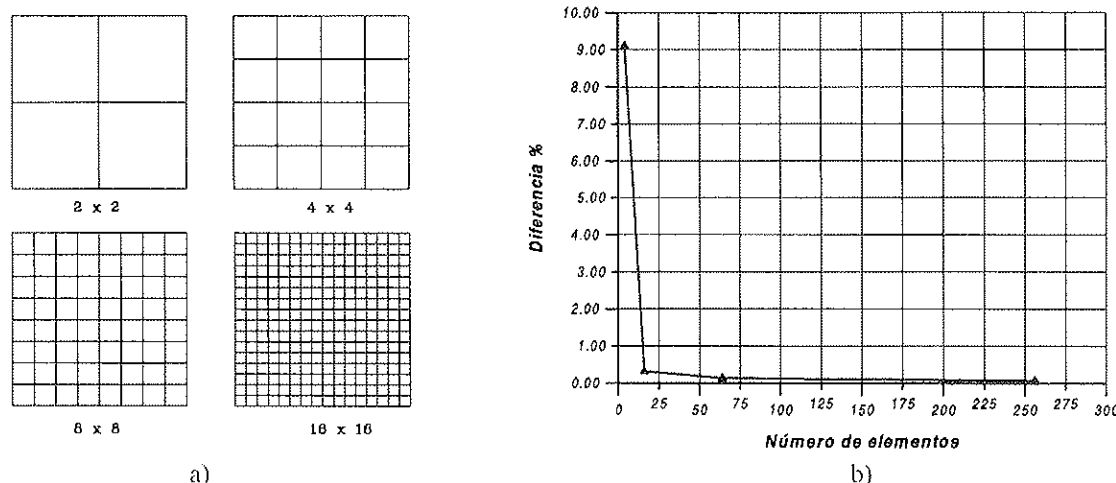 2 x 2
4 x 4
8 x 8
16 x 16
a)
10.00
9.00
8.00
7.00
6.00
5.00
4.00
3.00
2.00
1.00
0.00
Diferencia %
0 25 50 75 100 125 150 175 200 225 250 275 300
Número de elementos
b)